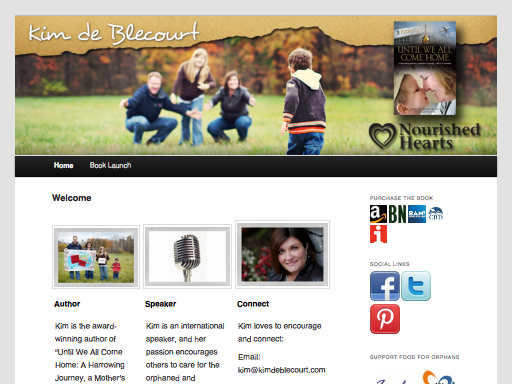 Kim de Blecourt
UNTIL WE ALL
COME HOME
Nourished
Hearts
Home
Book Launch
Welcome
PURCHASE THE BOOK
a
BN
BAM!
CBD
i
SOCIAL LINKS
f
t
SUPPORT FOOD FOR ORPHANS
Author
Kim is the award-
winning author of
"Until We All Come
Home: A Harrowing
Journey, a Mother's
Speaker
Kim is an international
speaker, and her
passion encourages
others to care for the
orphaned and
Connect
Kim loves to encourage
and connect:
Email:
kim@kimdeblecourt.com